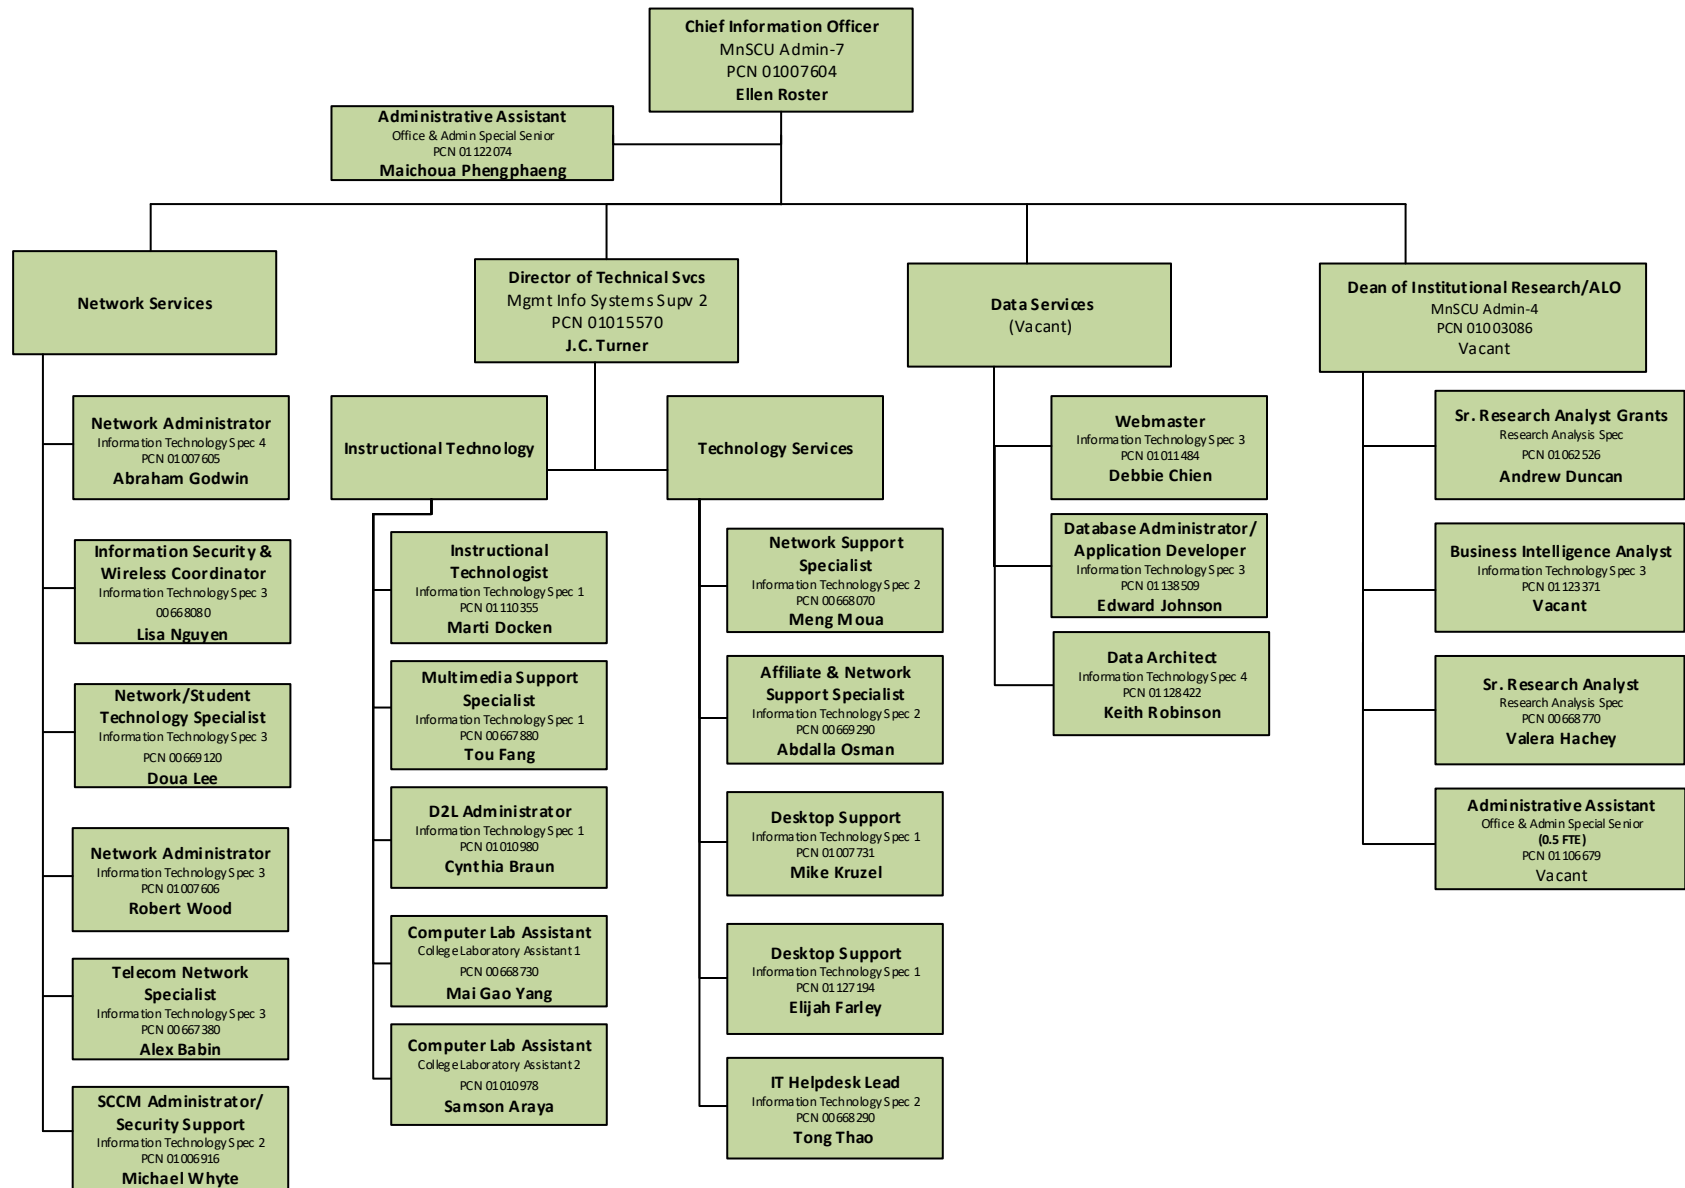 Chief Information Officer
MnSCU Admin-7
PCN 01007604
Ellen Roster
Administrative Assistant
Office & Admin Special Senior
PCN 01122074
Maichoua Phengphaeng
Network Services
Director of Technical Svcs
Mgmt Info Systems Supv 2
PCN 01015570
J.C. Turner
Data Services
(Vacant)
Dean of Institutional Research/ALO
MnSCU Admin-4
PCN 01003086
Vacant
Network Administrator
Information Technology Spec 4
PCN 01007605
Abraham Godwin
Information Security &
Wireless Coordinator
Information Technology Spec 3
00668080
Lisa Nguyen
Network/Student
Technology Specialist
Information Technology Spec 3
PCN 00669120
Doua Lee
Network Administrator
Information Technology Spec 3
PCN 01007606
Robert Wood
Telecom Network
Specialist
Information Technology Spec 3
PCN 00667380
Alex Babin
SCCM Administrator/
Security Support
Information Technology Spec 2
PCN 01006916
Michael Whyte
Instructional Technology
Instructional
Technologist
Information Technology Spec 1
PCN 01110355
Marti Docken
Multimedia Support
Specialist
Information Technology Spec 1
PCN 00667880
Tou Fang
D2L Administrator
Information Technology Spec 1
PCN 01010980
Cynthia Braun
Computer Lab Assistant
College Laboratory Assistant 1
PCN 00668730
Mai Gao Yang
Computer Lab Assistant
College Laboratory Assistant 2
PCN 01010978
Samson Araya
Technology Services
Network Support
Specialist
Information Technology Spec 2
PCN 00668070
Meng Moua
Affiliate & Network
Support Specialist
Information Technology Spec 2
PCN 00669290
Abdalla Osman
Desktop Support
Information Technology Spec 1
PCN 01007731
Mike Kruzel
Desktop Support
Information Technology Spec 1
PCN 01127194
Elijah Farley
IT Helpdesk Lead
Information Technology Spec 2
PCN 00668290
Tong Thao
Webmaster
Information Technology Spec 3
PCN 01011484
Debbie Chien
Database Administrator/
Application Developer
Information Technology Spec 3
PCN 01138509
Edward Johnson
Data Architect
Information Technology Spec 4
PCN 01128422
Keith Robinson
Sr. Research Analyst Grants
Research Analysis Spec
PCN 01062526
Andrew Duncan
Business Intelligence Analyst
Information Technology Spec 3
PCN 01123371
Vacant
Sr. Research Analyst
Research Analysis Spec
PCN 00668770
Valera Hachey
Administrative Assistant
Office & Admin Special Senior
(0.5 FTE)
PCN 01106679
Vacant